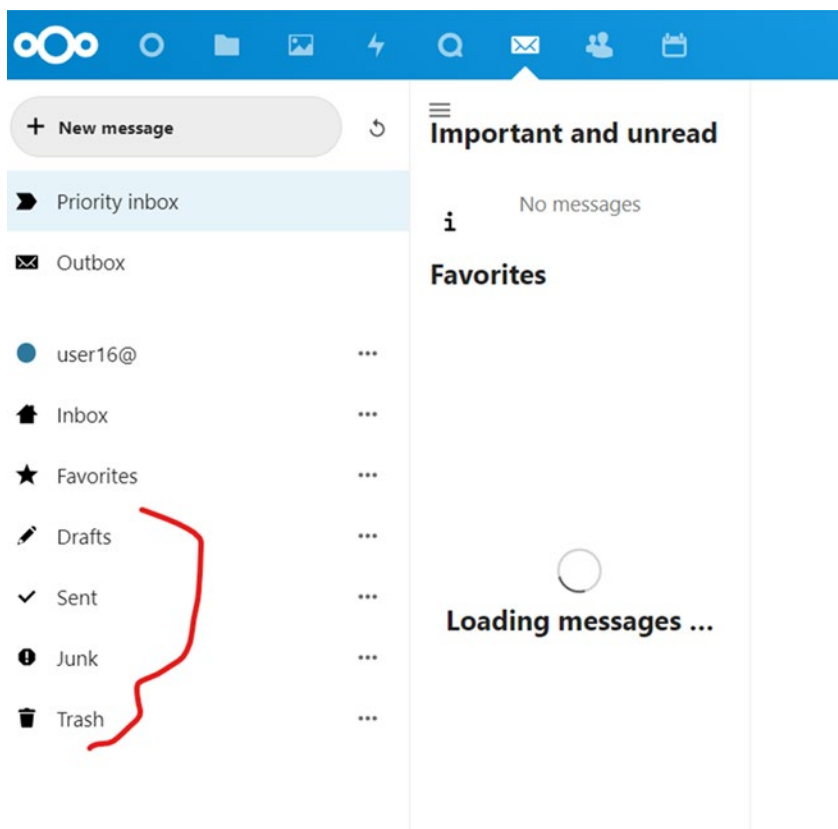 New message
Priority inbox
Outbox
user16@
Inbox
Favorites
Drafts
Sent
Junk
Trash
Important and unread
No messages
Favorites
Loading messages ...